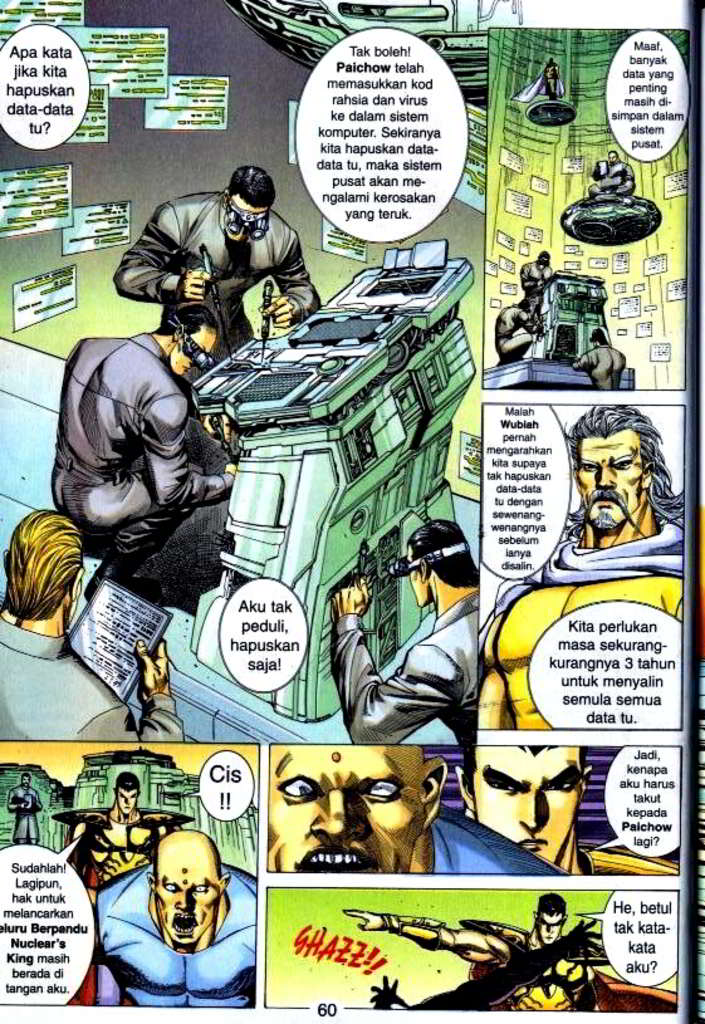 Apa kata
jika kita
hapuskan
data-data
tu?
Tak boleh!
Paichow telah
memasukkan kod
rahsia dan virus
ke dalam sistem
komputer. Sekiranya
kita hapuskan data-
data tu, maka sistem
pusat akan me-
ngalami kerosakan
yang teruk.
Maaf,
banyak
data yang
penting
masih di-
simpan dalam
sistem
pusat.
Aku tak
peduli,
hapuskan
saja!
Malah
Wubiah
pernah
mengarahkan
kita supaya
tak hapuskan
data-data
tu dengan
sewenang-
wenangnya
sebelum
ianya
disalin.
Kita perlukan
masa sekurang-
kurangnya 3 tahun
untuk menyalin
semula semua
data tu.
Cis
!!
Sudahlah!
Lagipun,
hak untuk
melancarkan
eluru Berpandu
Nuclear's
King masih
berada di
tangan aku.
Jadi,
kenapa
aku harus
takut
kepada
Paichow
lagi?
GHAZZ!!
He, betul
tak kata-
kata
aku?
60